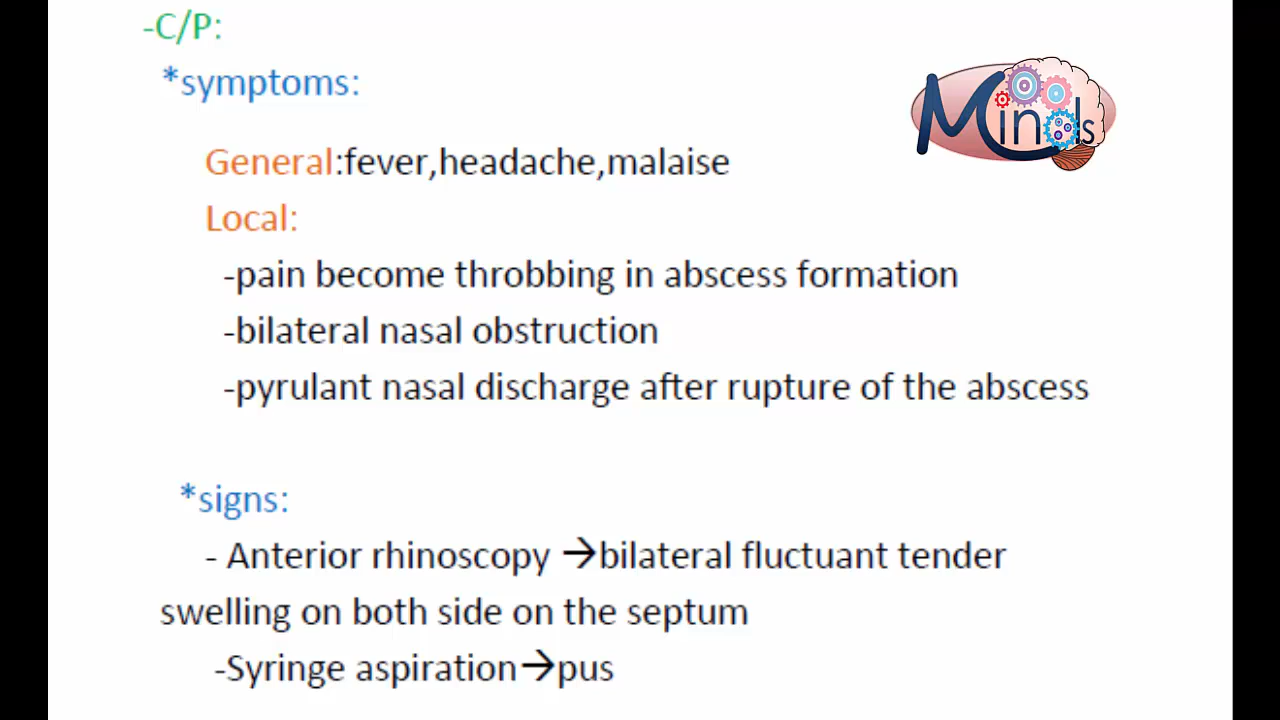 -C/P:
*symptoms:
Minds
General:fever,headache,malaise
Local:
-pain become throbbing in abscess formation
-bilateral nasal obstruction
-pyrulant nasal discharge after rupture of the abscess
*signs:
- Anterior rhinoscopy →bilateral fluctuant tender
swelling on both side on the septum
-Syringe aspiration→pus